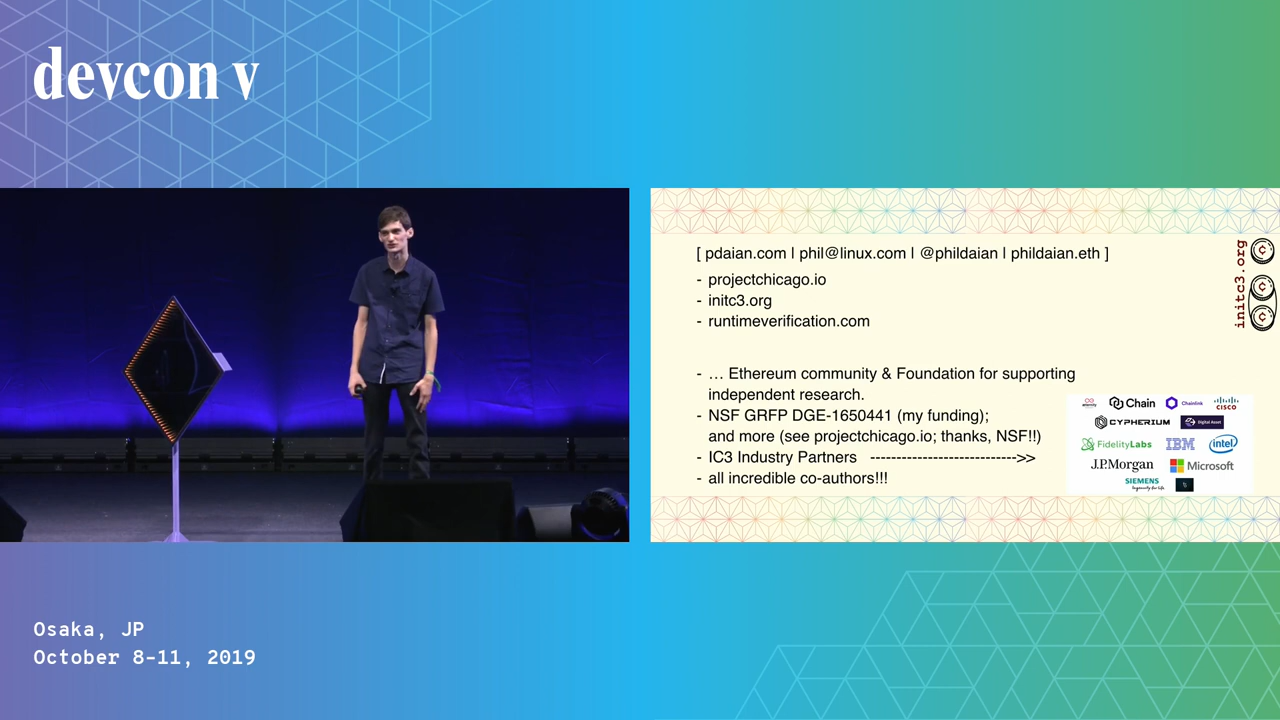 devcon v
[ pdaian.com | phil@linux.com | @phildaian | phildaian.eth ]
- projectchicago.io
- initc3.org
- runtimeverification.com
initc3.org
- … Ethereum community & Foundation for supporting
independent research.
- NSF GRFP DGE-1650441 (my funding);
and more (see projectchicago.io; thanks, NSF!!)
- IC3 Industry Partners ---------------------------->>
- all incredible co-authors!!!
Chain
Chainlink
CISCO
CYPHERIUM
Digital Asset
FidelityLabs
IBM
intel
J.P.Morgan
Microsoft
SIEMENS
Ingenuity for life
Osaka, JP
October 8-11, 2019